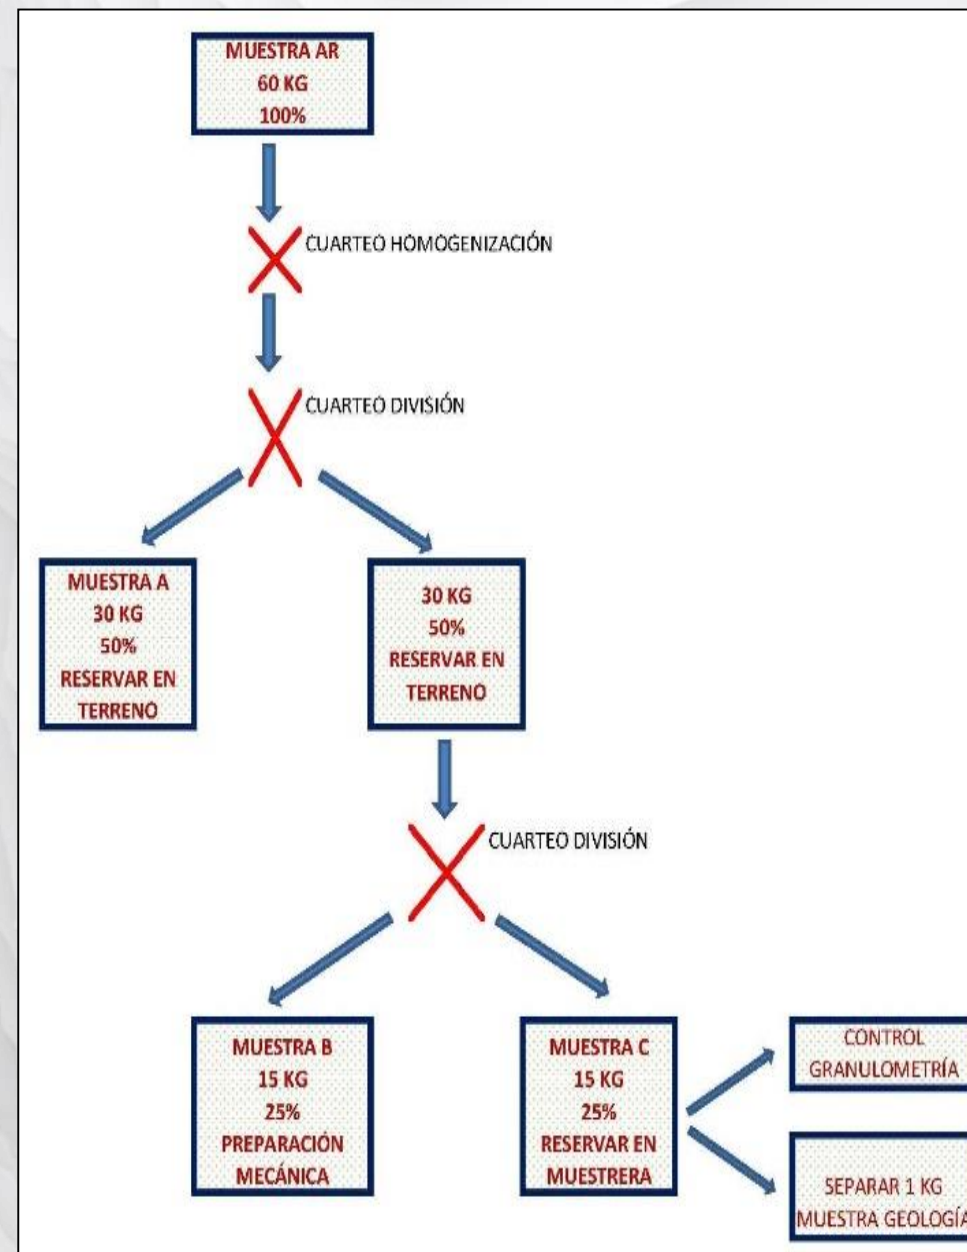 MUESTRA AR
60 KG
100%
CUARTEO HOMOGENIZACIÓN
CUARTEO DIVISIÓN
MUESTRA A
30 KG
50%
RESERVAR EN
TERRENO
30 KG
50%
RESERVAR EN
TERRENO
CUARTEO DIVISIÓN
MUESTRA B
15 KG
25%
PREPARACIÓN
MECÁNICA
MUESTRA C
15 KG
25%
RESERVAR EN
MUESTRERA
CONTROL
GRANULOMETRÍA
SEPARAR 1 KG
MUESTRA GEOLOGÍA